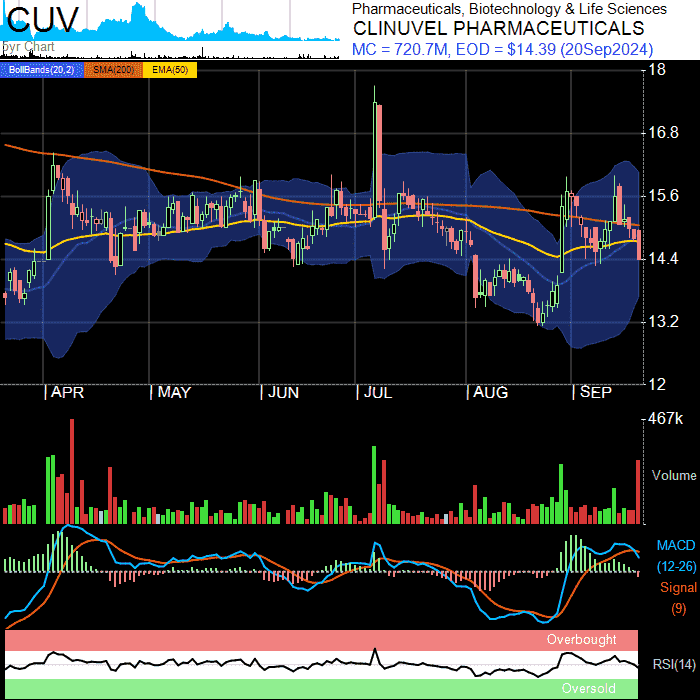 CUV
5yr Chart
Pharmaceuticals, Biotechnology & Life Sciences
CLINUVEL PHARMACEUTICALS
MC = 720.7M, EOD = $14.39 (20Sep2024)
BollBands(20,2) SMA(200) EMA(50)
18
16.8
15.6
14.4
13.2
12
APR MAY JUN JUL AUG SEP
467k
Volume
MACD
(12-26)
Signal
(9)
Overbought
RSI(14)
Oversold